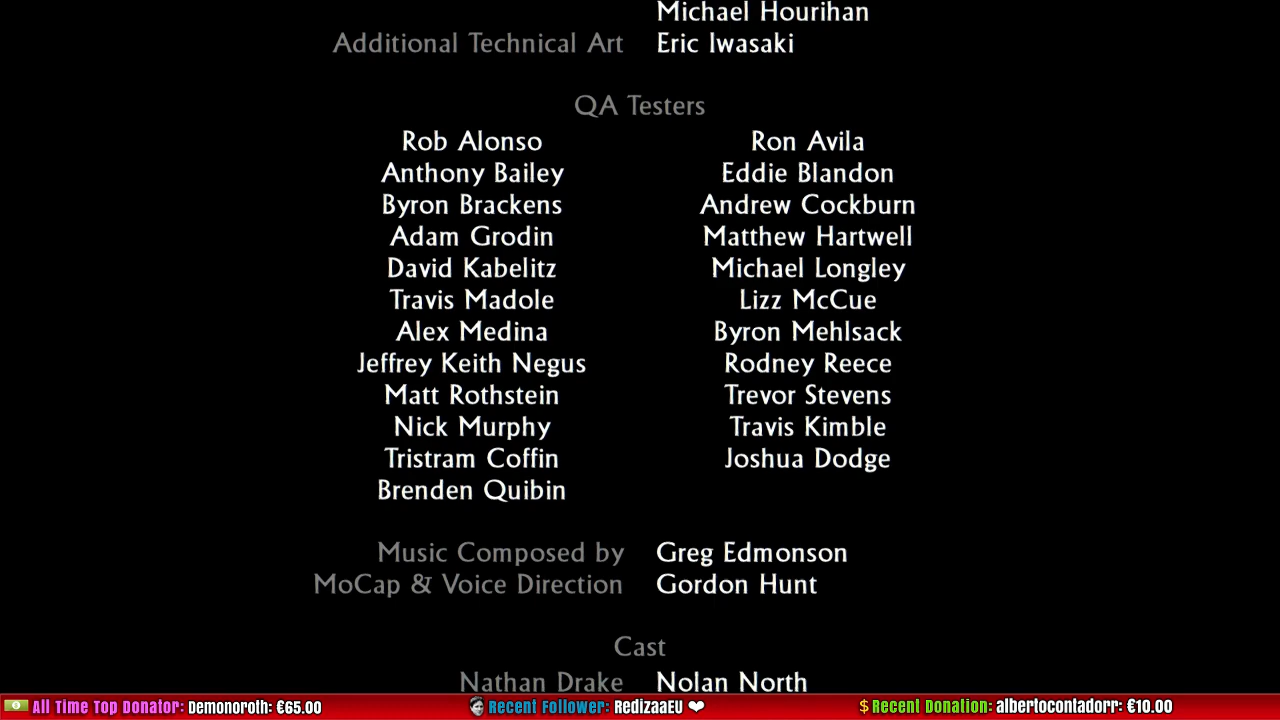 Michael Hourihan
Additional Technical Art Eric Iwasaki
QA Testers
Rob Alonso Ron Avila
Anthony Bailey Eddie Blandon
Byron Brackens Andrew Cockburn
Adam Grodin Matthew Hartwell
David Kabelitz Michael Longley
Travis Madole Lizz McCue
Alex Medina Byron Mehlsack
Jeffrey Keith Negus Rodney Reece
Matt Rothstein Trevor Stevens
Nick Murphy Travis Kimble
Tristram Coffin Joshua Dodge
Brenden Quibin
Music Composed by Greg Edmonson
MoCap & Voice Direction Gordon Hunt
Cast
Nathan Drake Nolan North
All Time Top Donator: Demonoroth: €65.00 Recent Follower: RedizaaEU ❤ $ Recent Donation: albertocontadorr: €10.00